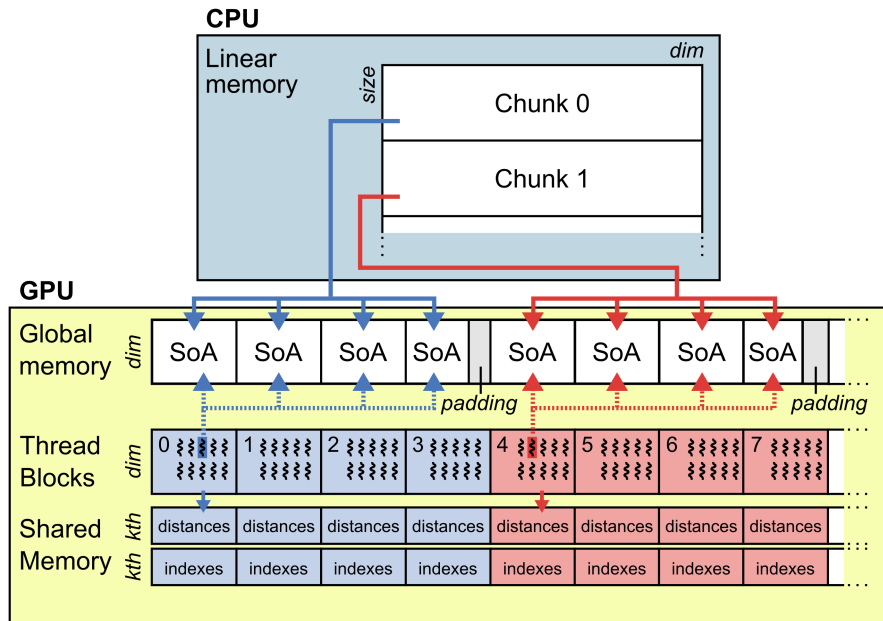 CPU
Linear
memory
dim
size
Chunk 0
Chunk 1
GPU
Global
memory
dim
SoA SoA SoA SoA SoA SoA SoA SoA
padding padding
Thread
Blocks
dim
0 1 2 3 4 5 6 7
Shared
Memory
kth
distances distances distances distances distances distances distances distances
kth
indexes indexes indexes indexes indexes indexes indexes indexes